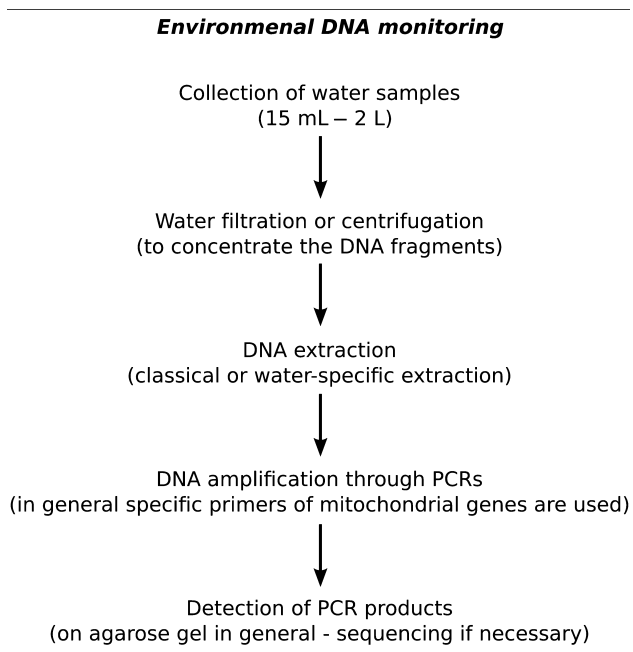 Environmenal DNA monitoring
Collection of water samples
(15 mL – 2 L)
Water filtration or centrifugation
(to concentrate the DNA fragments)
DNA extraction
(classical or water-specific extraction)
DNA amplification through PCRs
(in general specific primers of mitochondrial genes are used)
Detection of PCR products
(on agarose gel in general - sequencing if necessary)